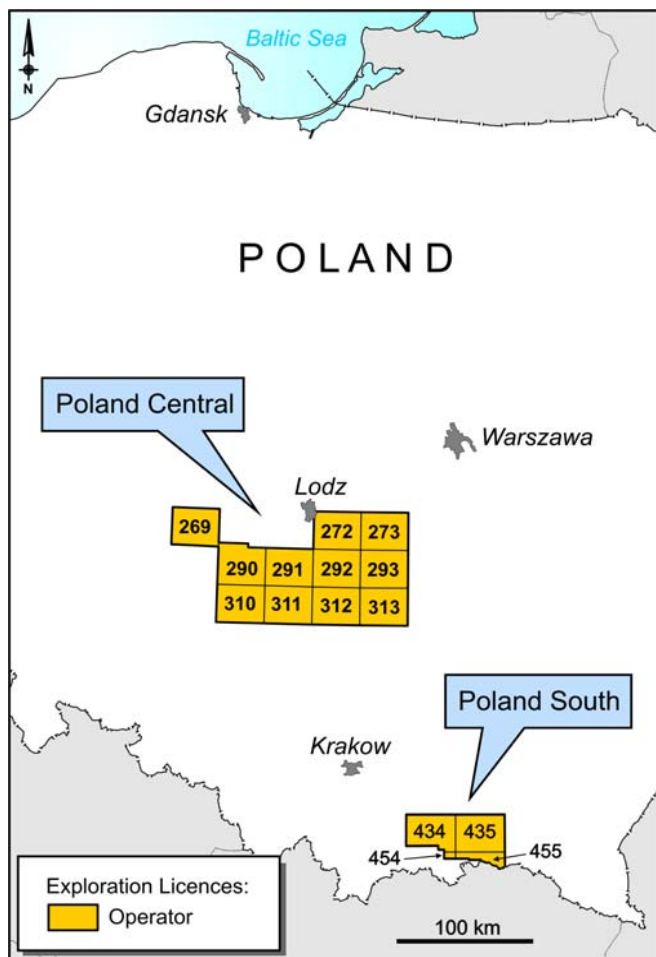 Baltic Sea
N
Gdansk
POLAND
Poland Central
Warszawa
Lodz
269
272 273
290 291 292 293
310 311 312 313
Poland South
Krakow
434 435
454
455
Exploration Licences:
Operator
100 km